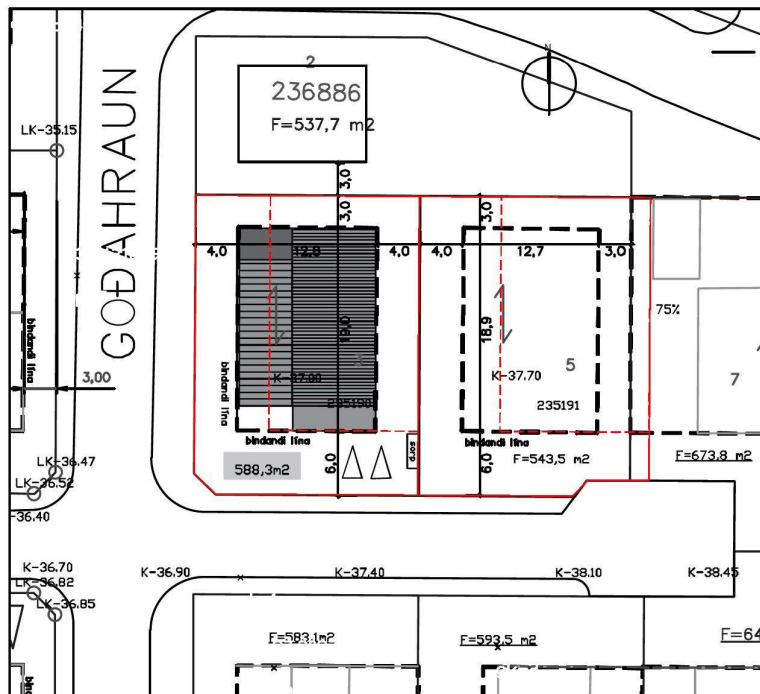 GOÐAHRAUN
N
2
236886
F=537,7 m2
LK-35.15
3,0
3,0
3,0
4,0
12,8
4,0
4,0
12,7
3,0
19,0
18,9
75%
bindandi lína
3,00
K-37.00
3
K-37.70
5
7
bindandi lína
235190
235191
bindandi lína
bindandi lína
F=543,5 m2
F=673,8 m2
588,3m2
6,0
sorp
6,0
LK-36.47
LK-36.52
-36.40
K-36.70
LK-36.82
LK-36.85
K-36.90
K-37.40
K-38.10
K-38.45
F=583.1m2
F=593,5 m2
F=64